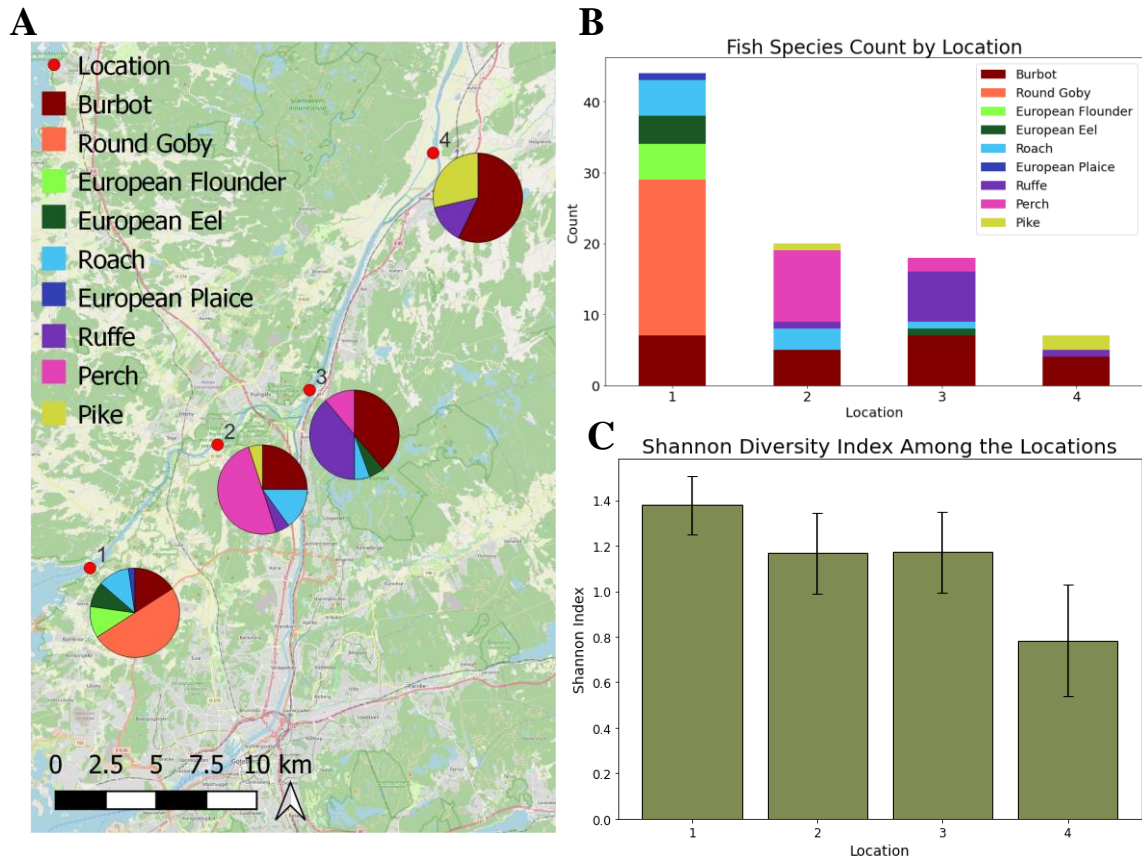 A
Location
Burbot
Round Goby
European Flounder
European Eel
Roach
European Plaice
Ruffe
Perch
Pike
4
3
2
1
0 2.5 5 7.5 10 km
B
Fish Species Count by Location
Burbot
Round Goby
European Flounder
European Eel
Roach
European Plaice
Ruffe
Perch
Pike
Count
40
30
20
10
0
1 2 3 4
Location
C
Shannon Diversity Index Among the Locations
Shannon Index
1.4
1.2
1.0
0.8
0.6
0.4
0.2
0.0
1 2 3 4
Location